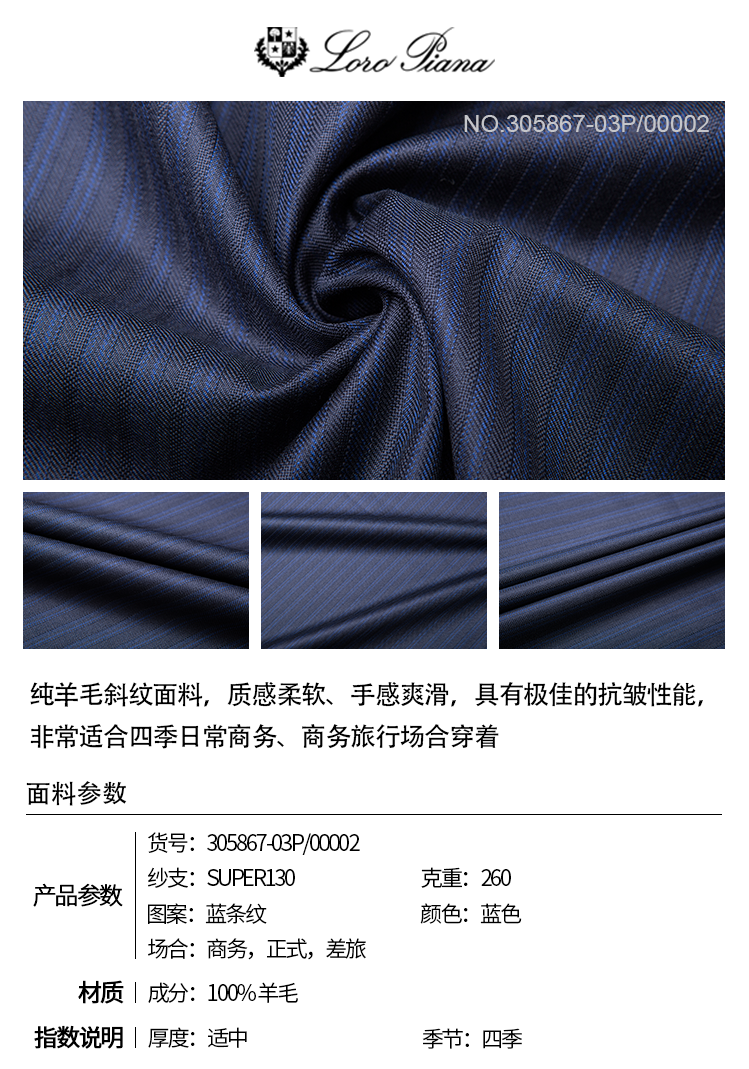 Loro Piana
NO.305867-03P/00002
纯羊毛斜纹面料，质感柔软、手感爽滑，具有极佳的抗皱性能，
非常适合四季日常商务、商务旅行场合穿着
面料参数
产品参数
货号：305867-03P/00002
纱支：SUPER130 克重：260
图案：蓝条纹 颜色：蓝色
场合：商务，正式，差旅
材质 成分：100%羊毛
指数说明 厚度：适中 季节：四季